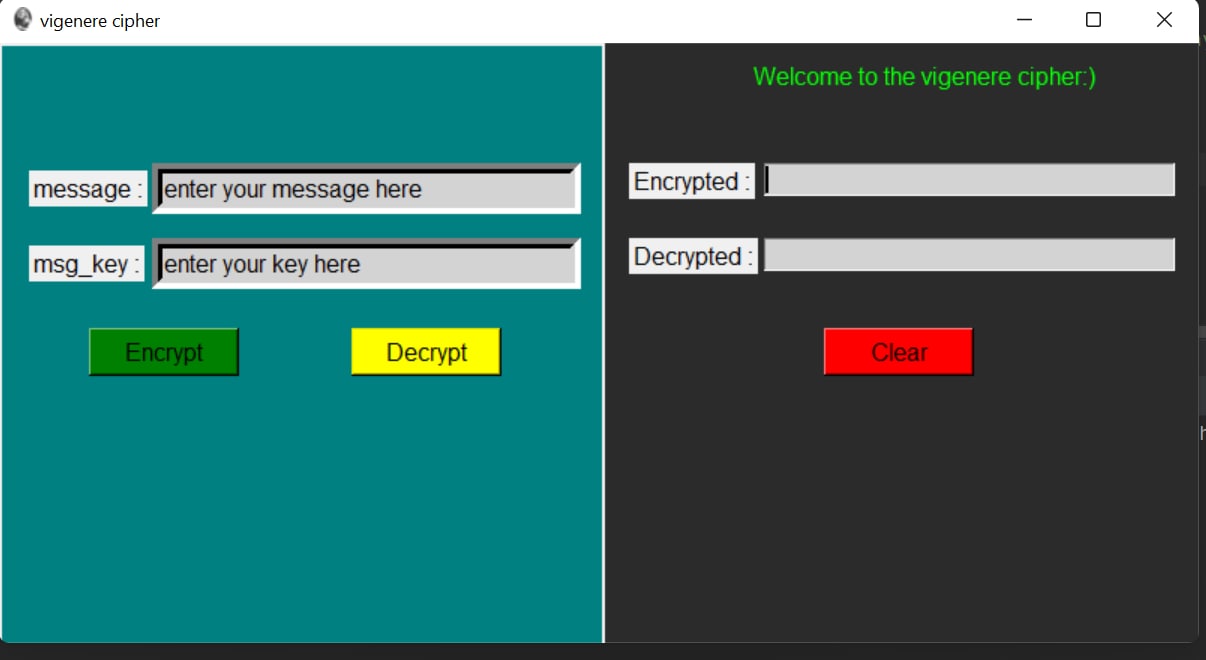 vigenere cipher
Welcome to the vigenere cipher:)
message :
enter your message here
msg_key :
enter your key here
Encrypt
Decrypt
Encrypted :
Decrypted :
Clear